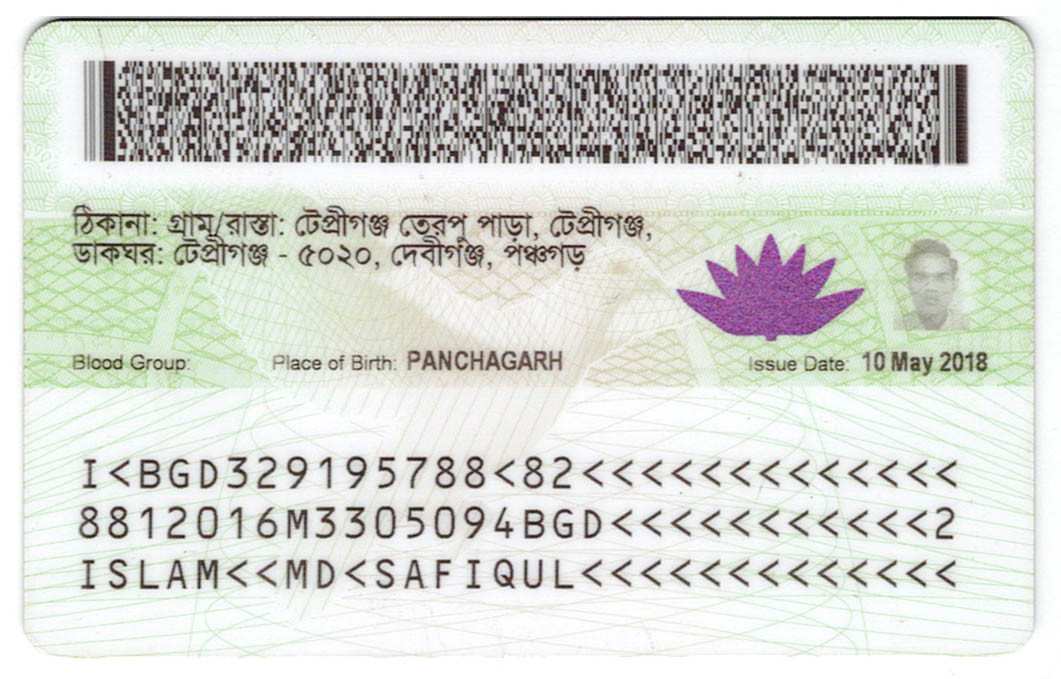 ঠিকানা: গ্রাম/রাস্তা: টেপ্রীগঞ্জ তেরপু পাড়া, টেপ্রীগঞ্জ,
ডাকঘর: টেপ্রীগঞ্জ - ৫০২০, দেবীগঞ্জ, পঞ্চগড়
Blood Group: Place of Birth: PANCHAGARH Issue Date: 10 May 2018
I<BGD329195788<82<<<<<<<<<<<<<
8812016M3305094BGD<<<<<<<<<<<2
ISLAM<<MD<SAFIQUL<<<<<<<<<<<<<